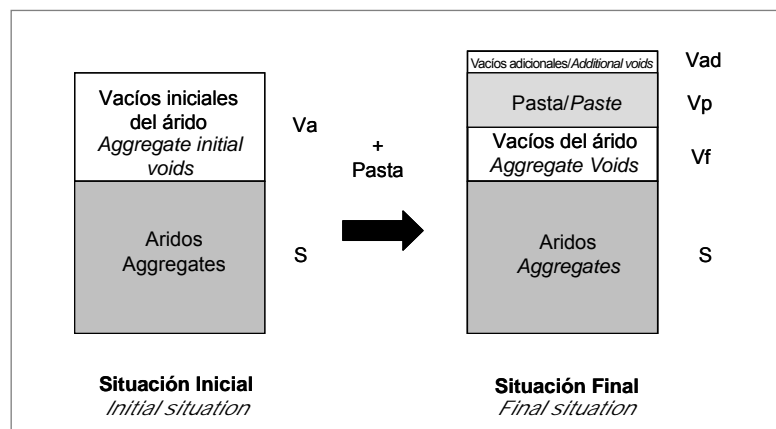 Vacíos iniciales
del árido
Aggregate initial
voids
Va
Aridos
Aggregates
S
Situación Inicial
Initial situation
+
Pasta
Vacíos adicionales/Additional voids
Vad
Pasta/Paste
Vp
Vacíos del árido
Aggregate Voids
Vf
Aridos
Aggregates
S
Situación Final
Final situation